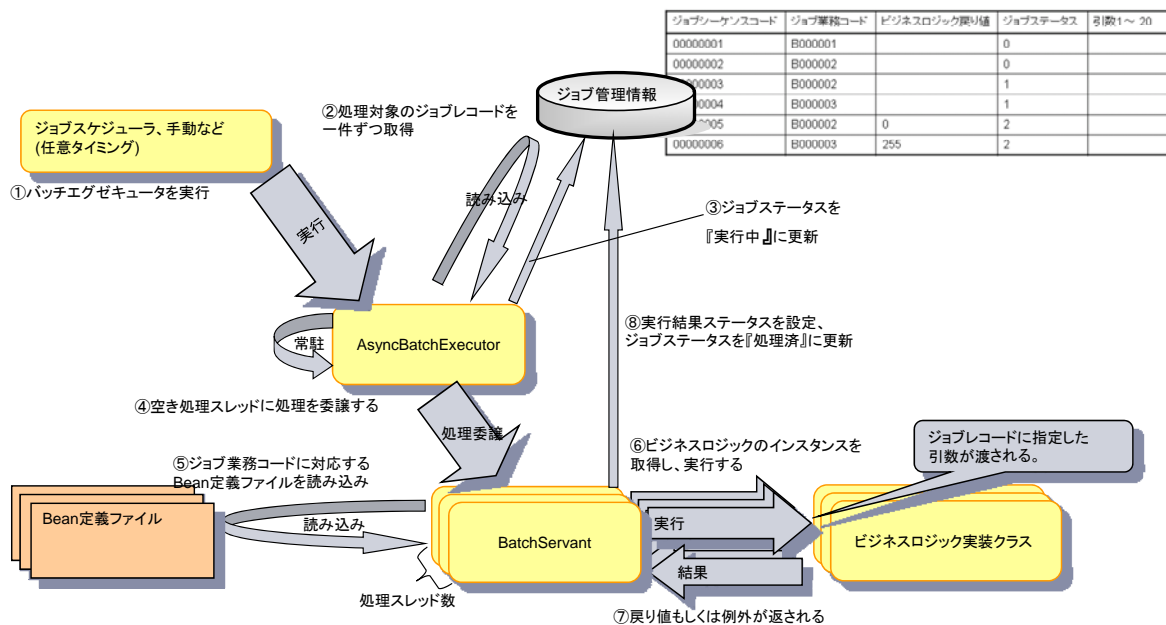 ジョブシーケンスコード ジョブ業務コード ビジネスロジック戻り値 ジョブステータス 引数1～20
00000001 B000001 0
00000002 B000002 0
0003 B000002 1
0004 B000003 1
005 B000002 0 2
00000006 B000003 255 2
ジョブ管理情報
②処理対象のジョブレコードを
一件ずつ取得
ジョブスケジューラ、手動など
(任意タイミング)
①バッチエグゼキュータを実行
実行
読み込み
③ジョブステータスを
『実行中』に更新
AsyncBatchExecutor
常駐
⑧実行結果ステータスを設定、
ジョブステータスを『処理済』に更新
④空き処理スレッドに処理を委譲する
処理委譲
⑥ビジネスロジックのインスタンスを
取得し、実行する
ジョブレコードに指定した
引数が渡される。
⑤ジョブ業務コードに対応する
Bean定義ファイルを読み込み
Bean定義ファイル
読み込み
BatchServant
実行
ビジネスロジック実装クラス
結果
処理スレッド数
⑦戻り値もしくは例外が返される